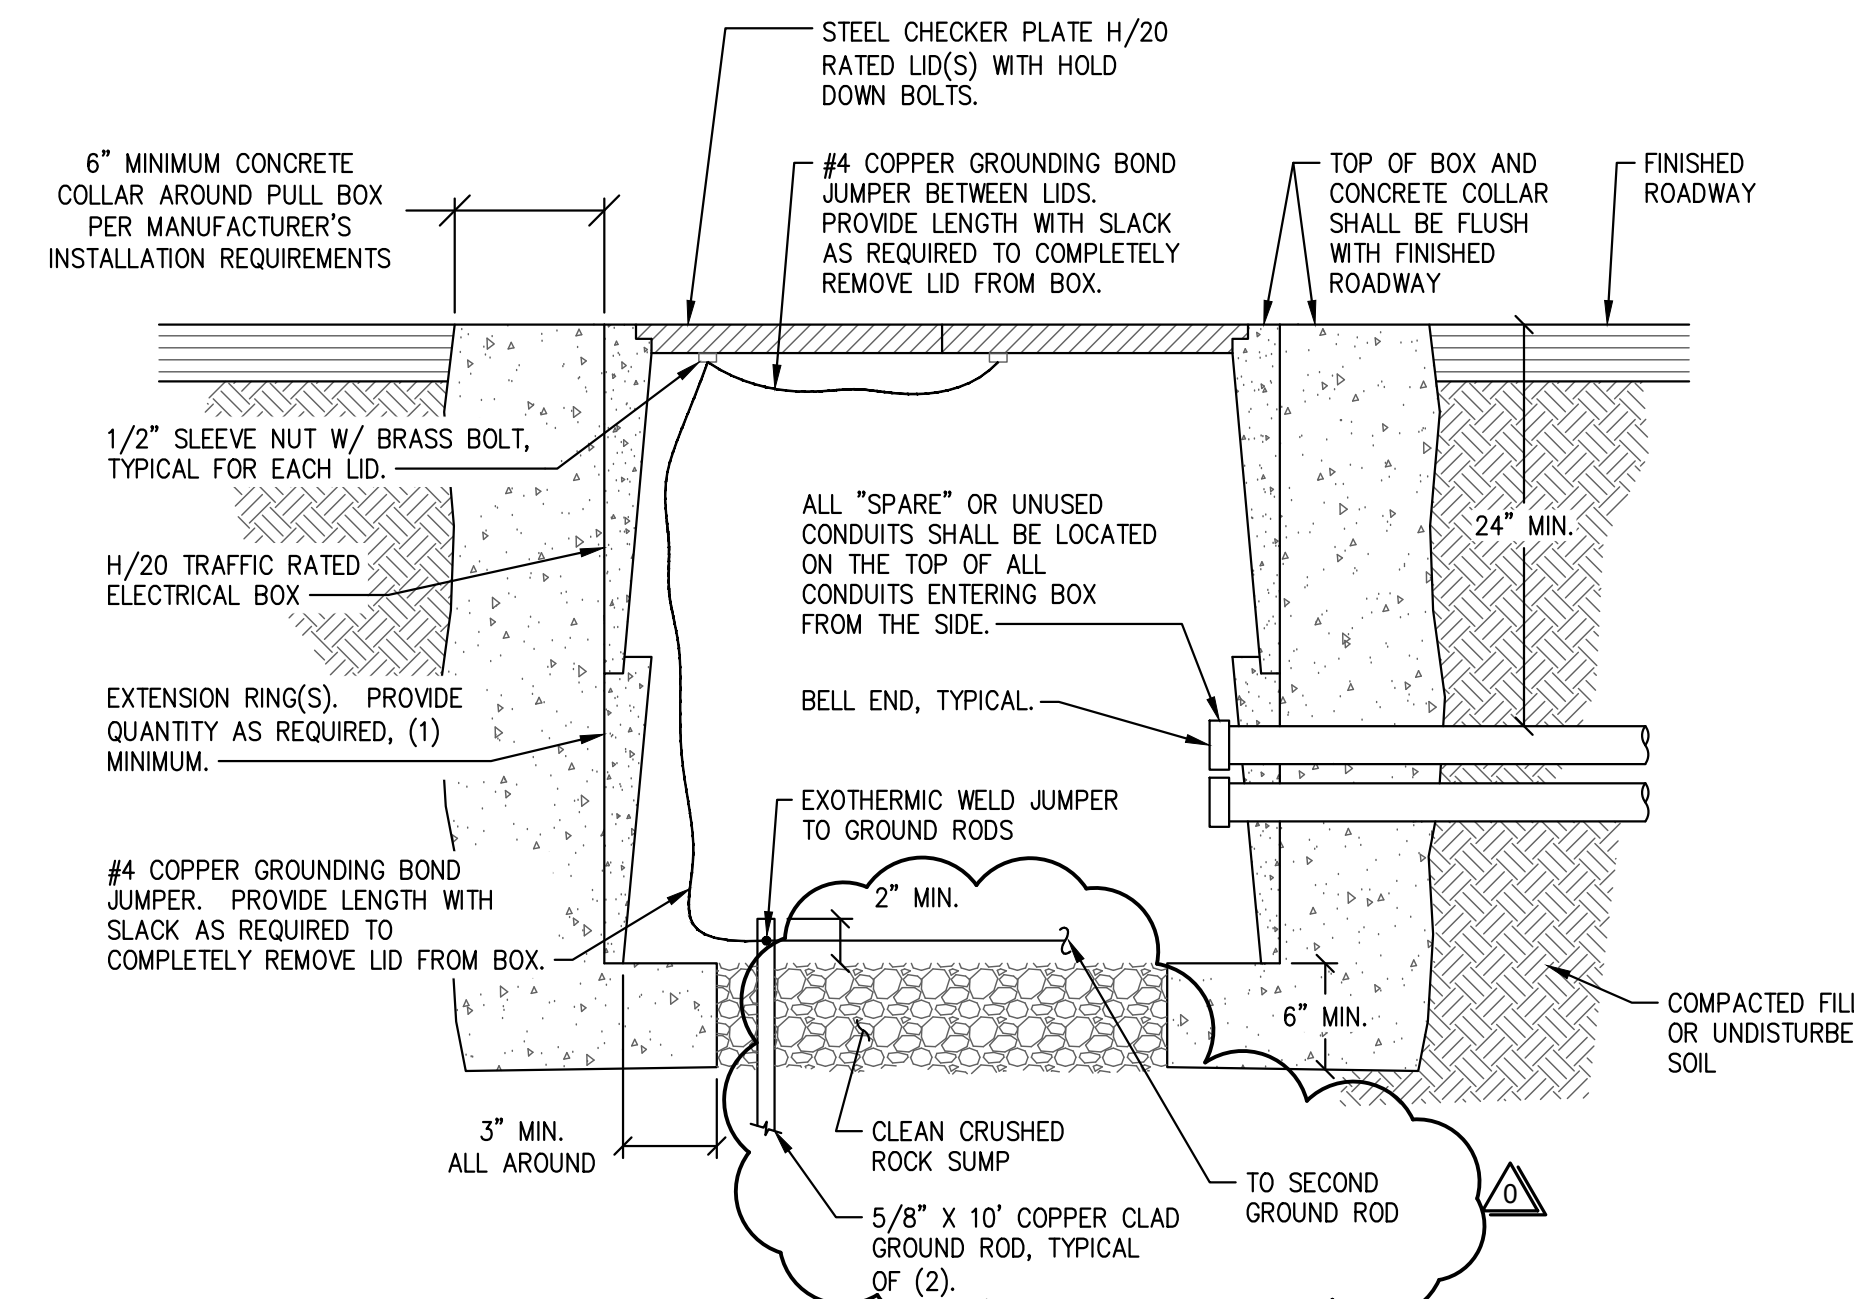 STEEL CHECKER PLATE H/20
RATED LID(S) WITH HOLD
DOWN BOLTS.
6" MINIMUM CONCRETE
COLLAR AROUND PULL BOX
PER MANUFACTURER'S
INSTALLATION REQUIREMENTS
#4 COPPER GROUNDING BOND
JUMPER BETWEEN LIDS.
PROVIDE LENGTH WITH SLACK
AS REQUIRED TO COMPLETELY
REMOVE LID FROM BOX.
TOP OF BOX AND
CONCRETE COLLAR
SHALL BE FLUSH
WITH FINISHED
ROADWAY
FINISHED
ROADWAY
1/2" SLEEVE NUT W/ BRASS BOLT,
TYPICAL FOR EACH LID.
ALL "SPARE" OR UNUSED
CONDUITS SHALL BE LOCATED
ON THE TOP OF ALL
CONDUITS ENTERING BOX
FROM THE SIDE.
24" MIN.
H/20 TRAFFIC RATED
ELECTRICAL BOX
EXTENSION RING(S). PROVIDE
QUANTITY AS REQUIRED, (1)
MINIMUM.
BELL END, TYPICAL.
EXOTHERMIC WELD JUMPER
TO GROUND RODS
#4 COPPER GROUNDING BOND
JUMPER. PROVIDE LENGTH WITH
SLACK AS REQUIRED TO
COMPLETELY REMOVE LID FROM BOX.
2" MIN.
6" MIN.
COMPACTED FILL
OR UNDISTURBE
SOIL
3" MIN.
ALL AROUND
CLEAN CRUSHED
ROCK SUMP
TO SECOND
GROUND ROD
0
5/8" X 10' COPPER CLAD
GROUND ROD, TYPICAL
OF (2).